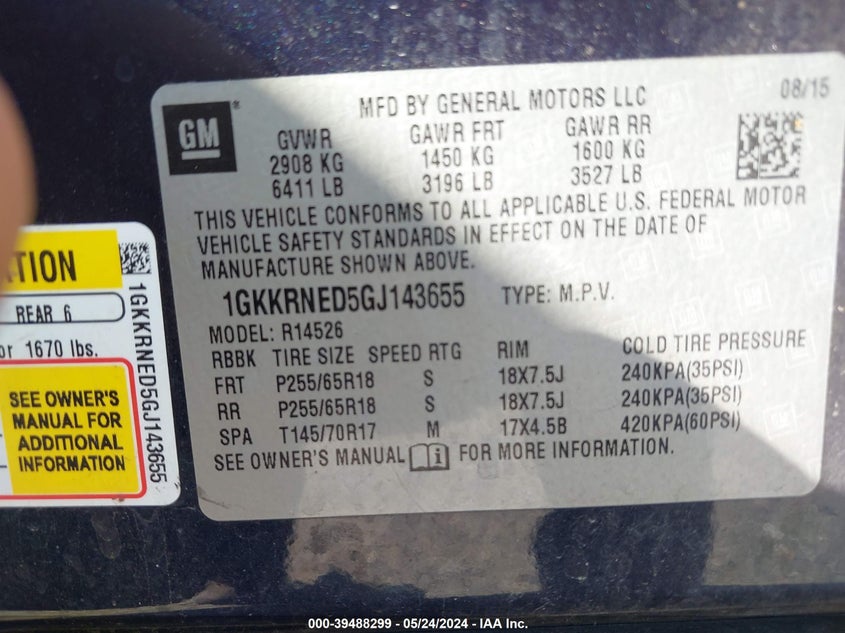 MFD BY GENERAL MOTORS LLC 08/15
GM
GVWR GAWR FRT GAWR RR
2908 KG 1450 KG 1600 KG
6411 LB 3196 LB 3527 LB
THIS VEHICLE CONFORMS TO ALL APPLICABLE U.S. FEDERAL MOTOR
VEHICLE SAFETY STANDARDS IN EFFECT ON THE DATE OF
MANUFACTURE SHOWN ABOVE.
1GKKRNED5GJ143655 TYPE: M.P.V.
MODEL: R14526
RBBK TIRE SIZE SPEED RTG RIM COLD TIRE PRESSURE
FRT P255/65R18 S 18X7.5J 240KPA(35PSI)
RR P255/65R18 S 18X7.5J 240KPA(35PSI)
SPA T145/70R17 M 17X4.5B 420KPA(60PSI)
SEE OWNER'S MANUAL FOR MORE INFORMATION.
REAR 6
1670 lbs.
SEE OWNER'S
MANUAL FOR
ADDITIONAL
INFORMATION
1GKKRNED5GJ143655
000-39488299 - 05/24/2024 - IAA Inc.